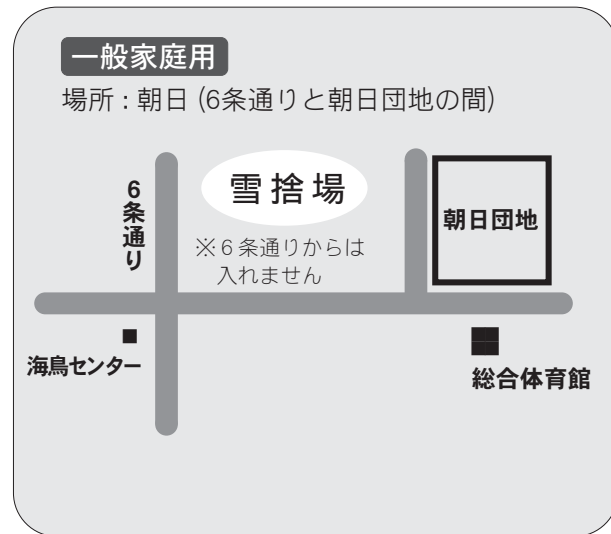 一般家庭用
場所：朝日 (6条通りと朝日団地の間)
6条通り
雪捨場
※６条通りからは
入れません
朝日団地
海鳥センター
総合体育館